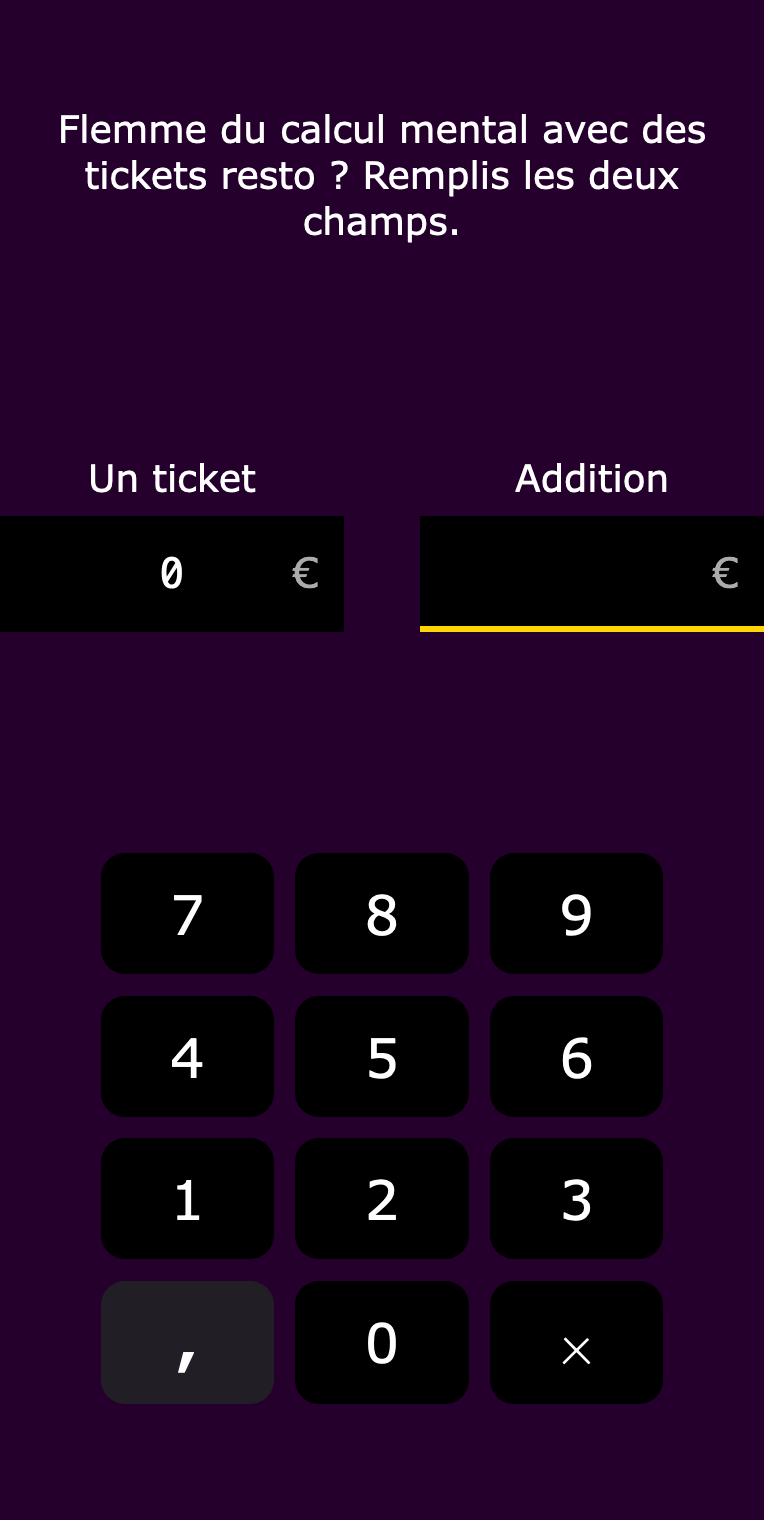 Flemme du calcul mental avec des
tickets resto ? Remplis les deux
champs.
Un ticket
Addition
0 €
€
7 8 9
4 5 6
1 2 3
, 0 ×